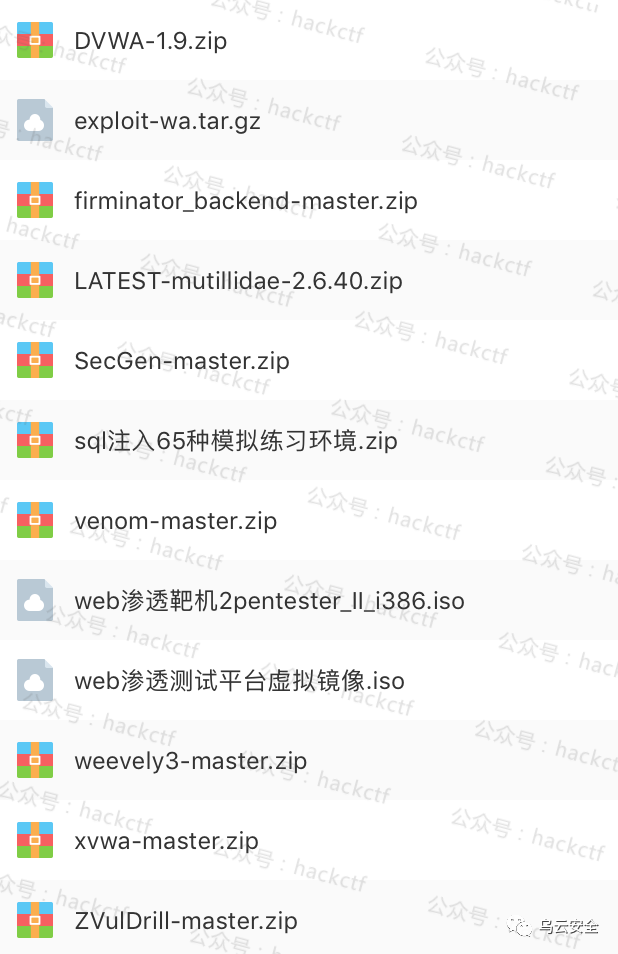 DVWA-1.9.zip
exploit-wa.tar.gz
firminator_backend-master.zip
LATEST-mutillidae-2.6.40.zip
SecGen-master.zip
sql注入65种模拟练习环境.zip
venom-master.zip
web渗透靶机2pentester_II_i386.iso
web渗透测试平台虚拟镜像.iso
weevely3-master.zip
xvwa-master.zip
ZVulDrill-master.zip
乌云安全
公众号：hackctf